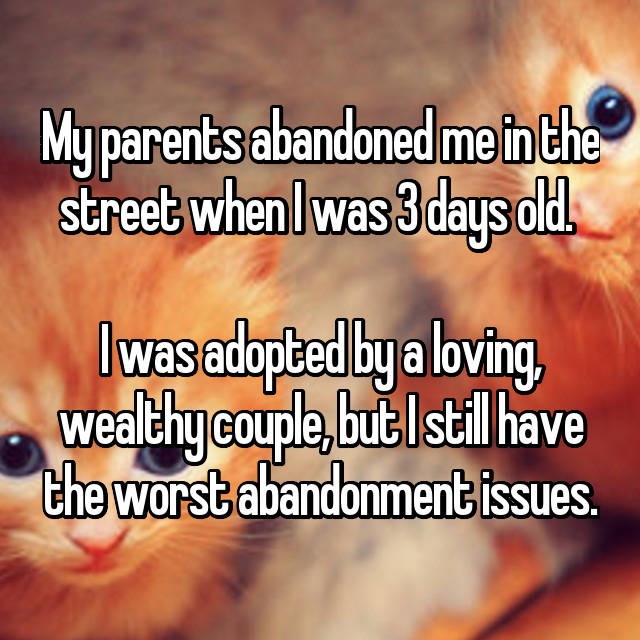 My parents abandoned me in the
street when I was 3 days old.
I was adopted by a loving,
wealthy couple, but I still have
the worst abandonment issues.